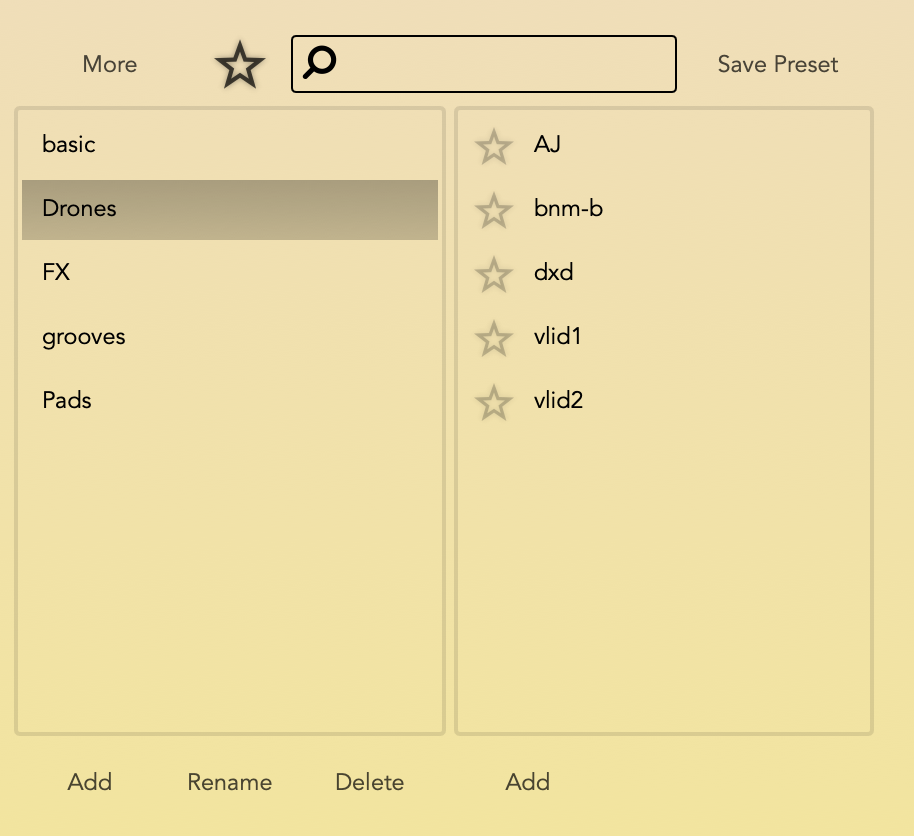 More
Save Preset
basic
Drones
FX
grooves
Pads
AJ
bnm-b
dxd
vlid1
vlid2
Add
Rename
Delete
Add